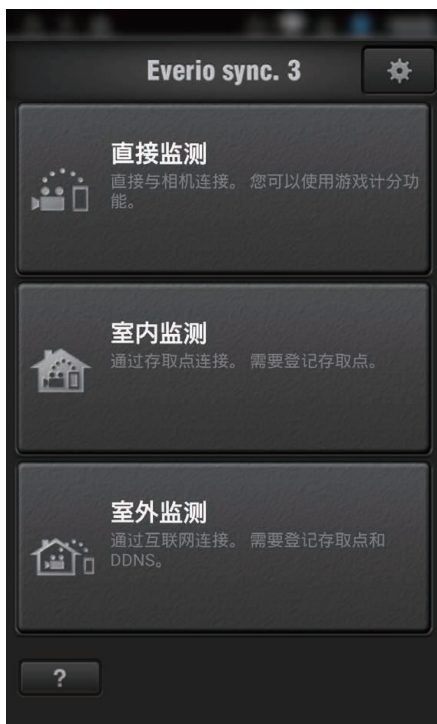 Everio sync. 3
直接监测
直接与相机连接。 您可以使用游戏计分功
能。
室内监测
通过存取点连接。 需要登记存取点。
室外监测
通过互联网连接。 需要登记存取点和
DDNS。
?